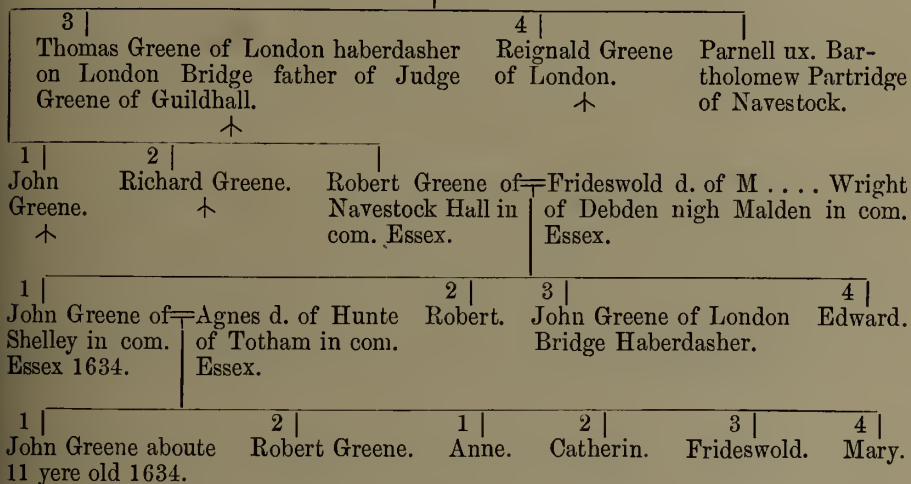 3 4
Thomas Greene of London haberdasher
on London Bridge father of Judge
Greene of Guildhall.
Reignald Greene
of London.
Parnell ux. Bar-
tholomew Partridge
of Navestock.
1 2
John
Greene.
Richard Greene.
Robert Greene of
Navestock Hall in
com. Essex.
Frideswold d. of M .... Wright
of Debden nigh Malden in com.
Essex.
1 2 3 4
John Greene of
Shelley in com.
Essex 1634.
Agnes d. of Hunte
of Totham in com.
Essex.
Robert.
John Greene of London
Bridge Haberdasher.
Edward.
1 2 1 2 3 4
John Greene aboute
11 yere old 1634.
Robert Greene.
Anne.
Catherin.
Frideswold.
Mary.